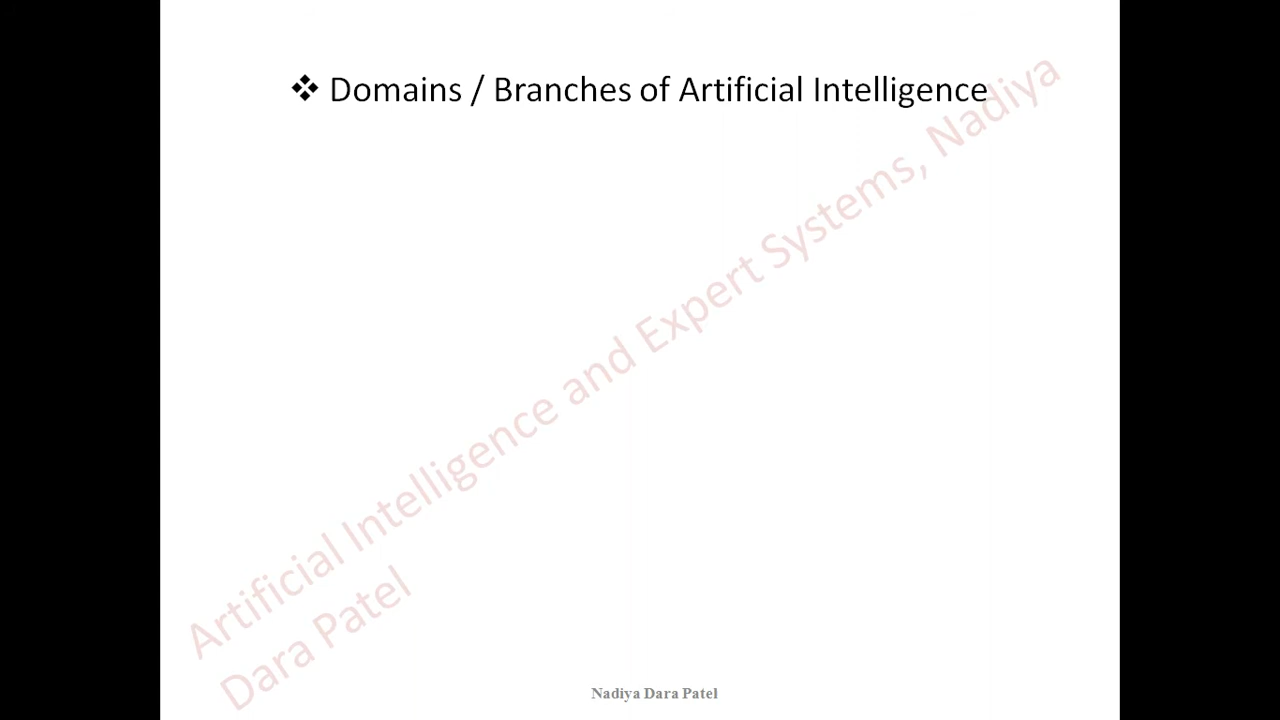 ❖ Domains / Branches of Artificial Intelligence
Artificial Intelligence and Expert Systems, Nadiya
Dara Patel
Nadiya Dara Patel